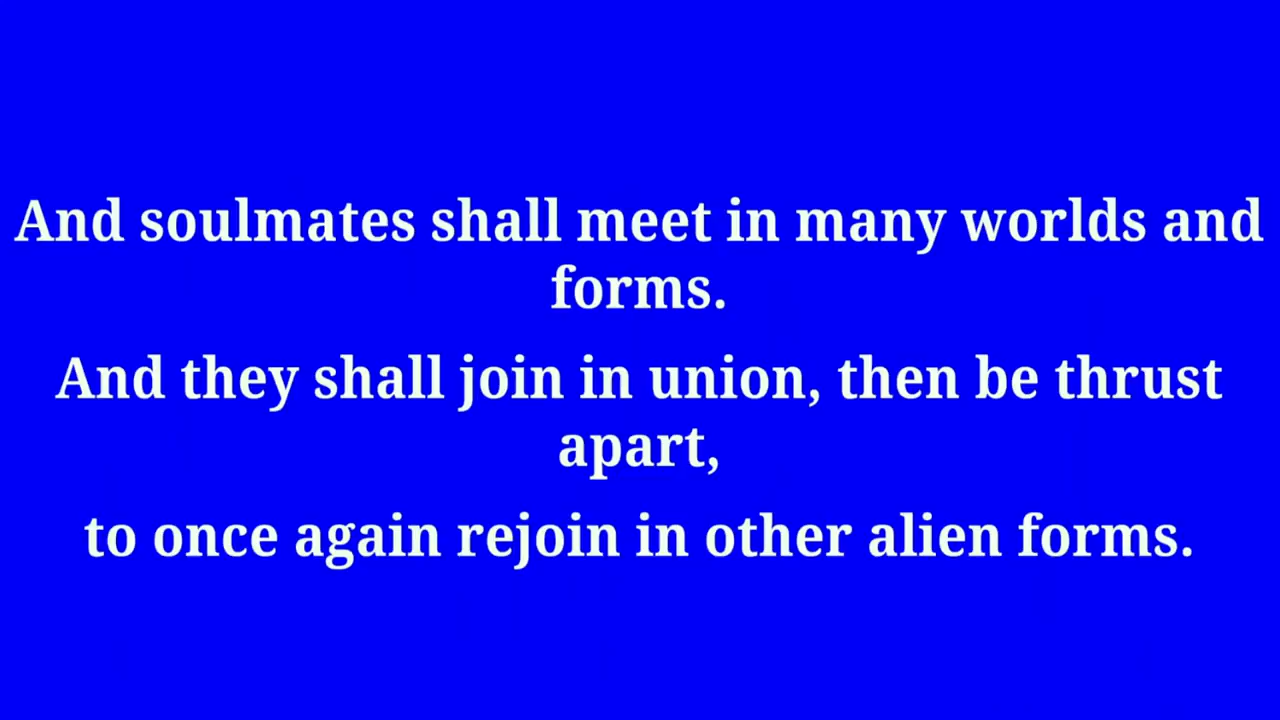 And soulmates shall meet in many worlds and
forms.
And they shall join in union, then be thrust
apart,
to once again rejoin in other alien forms.